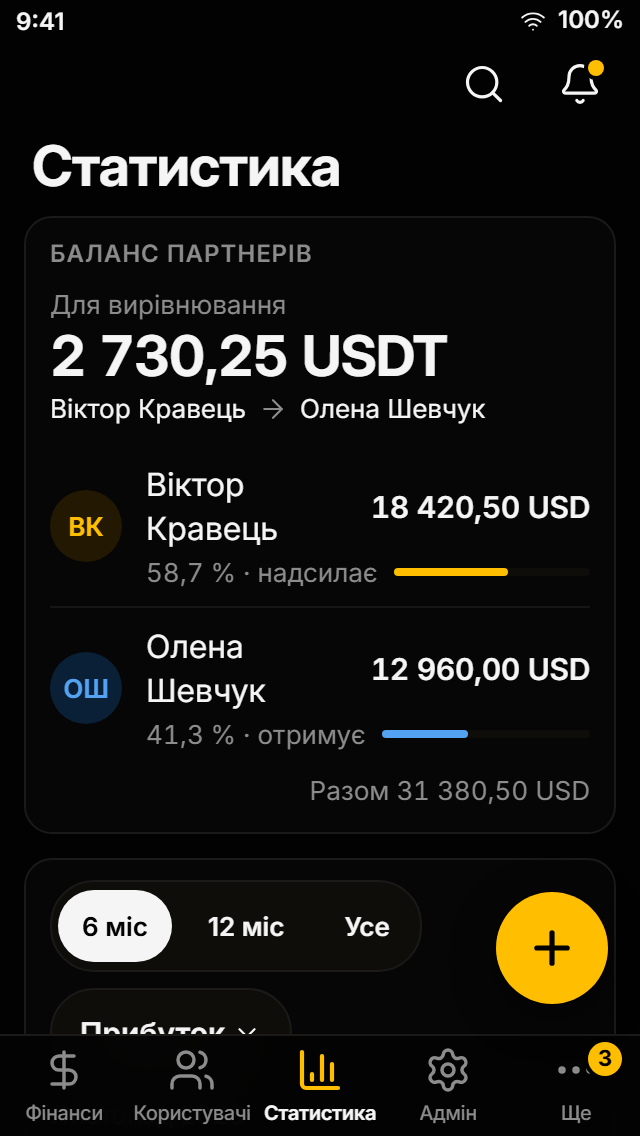 9:41
100%
Статистика
БАЛАНС ПАРТНЕРІВ
Для вирівнювання
2 730,25 USDT
Віктор Кравець → Олена Шевчук
ВК
Віктор
Кравець
18 420,50 USD
58,7 % · надсилає
ОШ
Олена
Шевчук
12 960,00 USD
41,3 % · отримує
Разом 31 380,50 USD
6 міс
12 міс
Усе
Прибуток
3
Фінанси
Користувачі
Статистика
Адмін
Ще